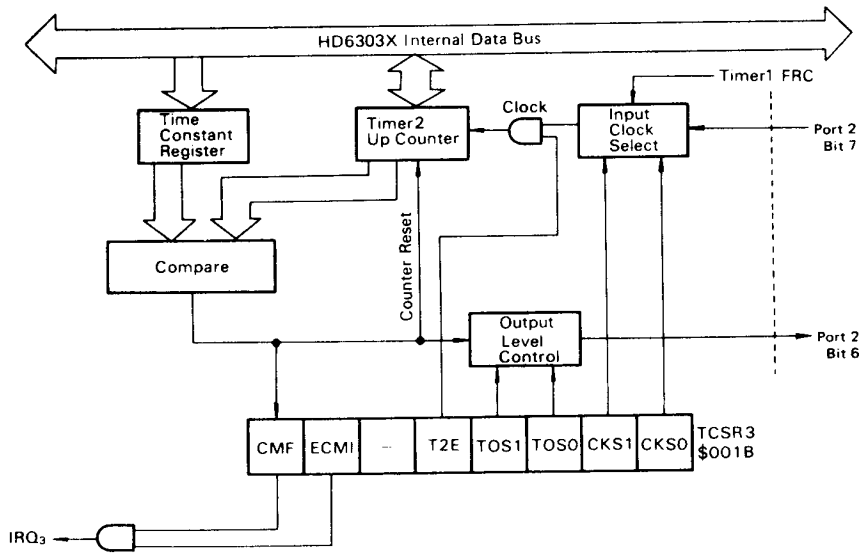 HD6303X Internal Data Bus
Timer1 FRC
Time
Constant
Register
Timer2
Up Counter
Clock
Input
Clock
Select
Port 2
Bit 7
Compare
Counter Reset
Output
Level
Control
Port 2
Bit 6
CMF
ECMI
–
T2E
TOS1
TOS0
CKS1
CKS0
TCSR3
$001B
IRQ₃